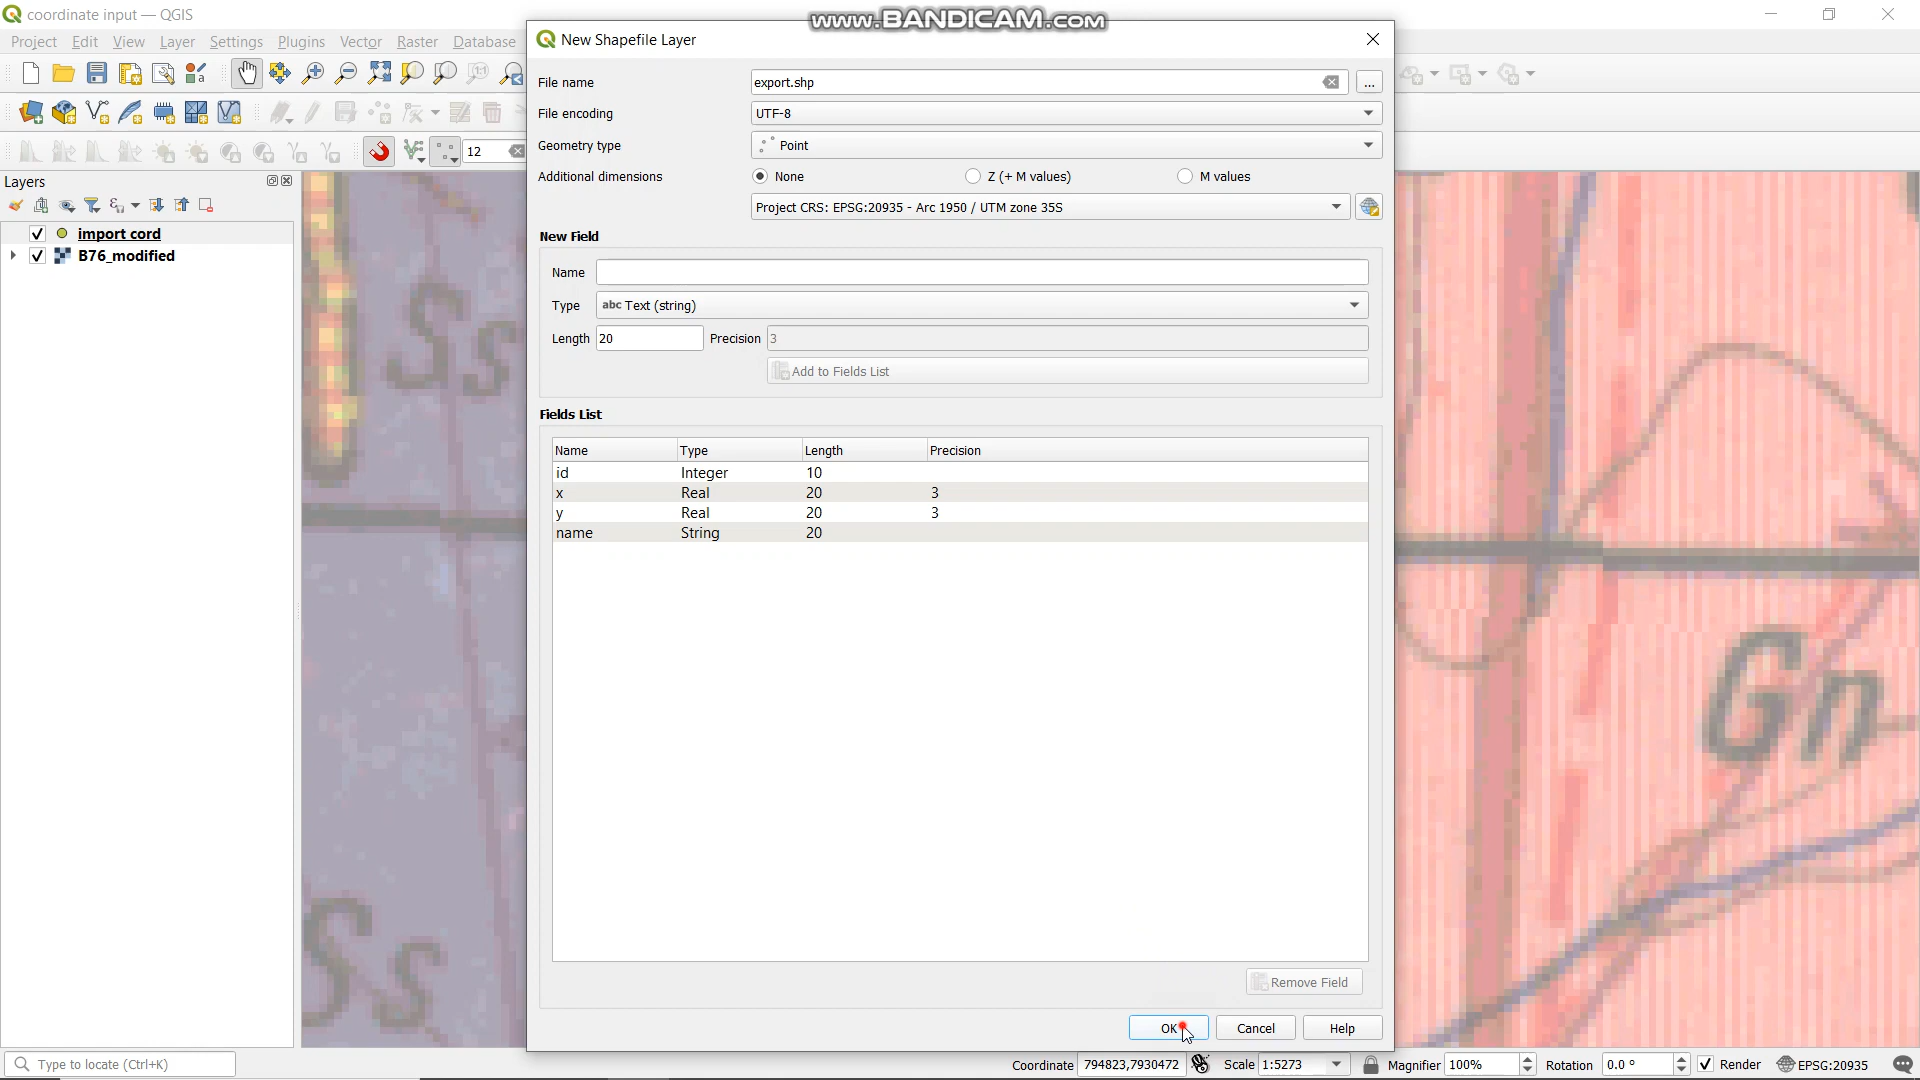 coordinate input — QGIS
www.BANDICAM.com
Project Edit View Layer Settings Plugins Vector Raster Database
New Shapefile Layer
File name export.shp ...
File encoding UTF-8
Geometry type Point
12
Additional dimensions None Z (+ M values) M values
Layers
Project CRS: EPSG:20935 - Arc 1950 / UTM zone 35S
import cord
B76_modified
New Field
Name
Type abc Text (string)
Length 20 Precision 3
Add to Fields List
Fields List
Name Type Length Precision
id Integer 10
x Real 20 3
y Real 20 3
name String 20
Ss
Gn
Ss
Remove Field
OK Cancel Help
Type to locate (Ctrl+K) Coordinate 794823,7930472 Scale 1:5273 Magnifier 100% Rotation 0.0 ° Render EPSG:20935